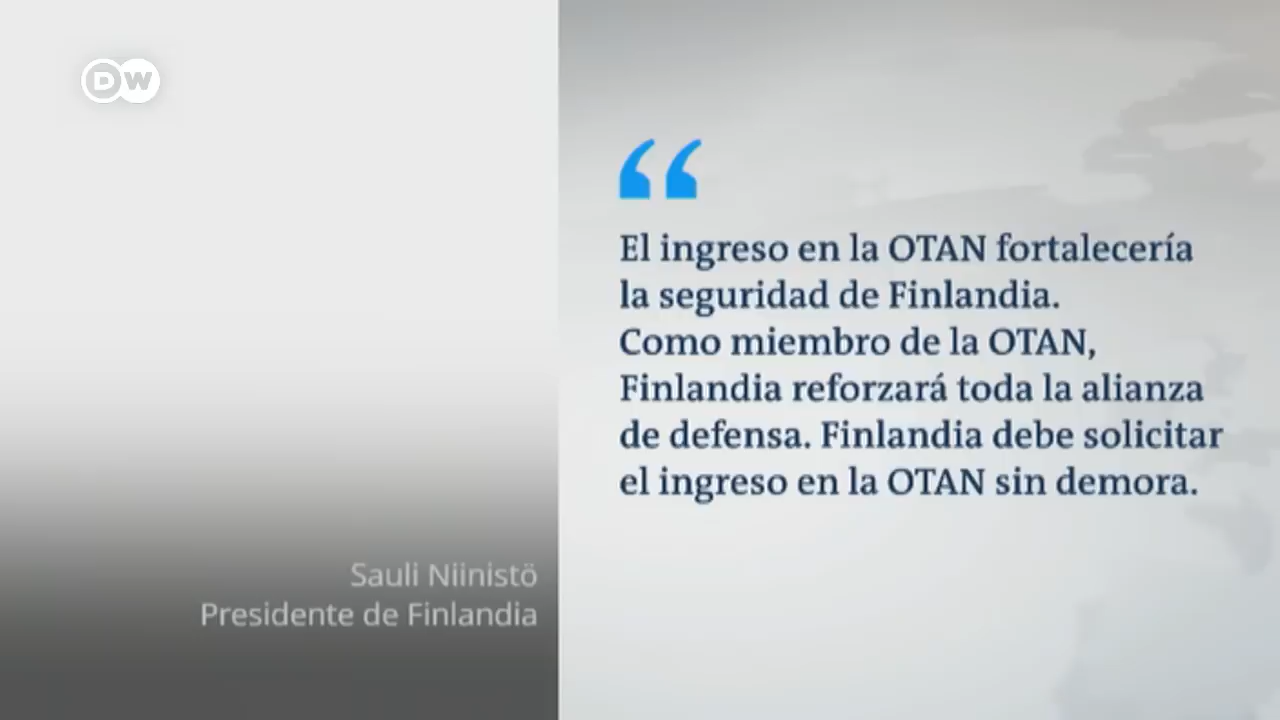 DW
El ingreso en la OTAN fortalecería
la seguridad de Finlandia.
Como miembro de la OTAN,
Finlandia reforzará toda la alianza
de defensa. Finlandia debe solicitar
el ingreso en la OTAN sin demora.
Sauli Niinistö
Presidente de Finlandia